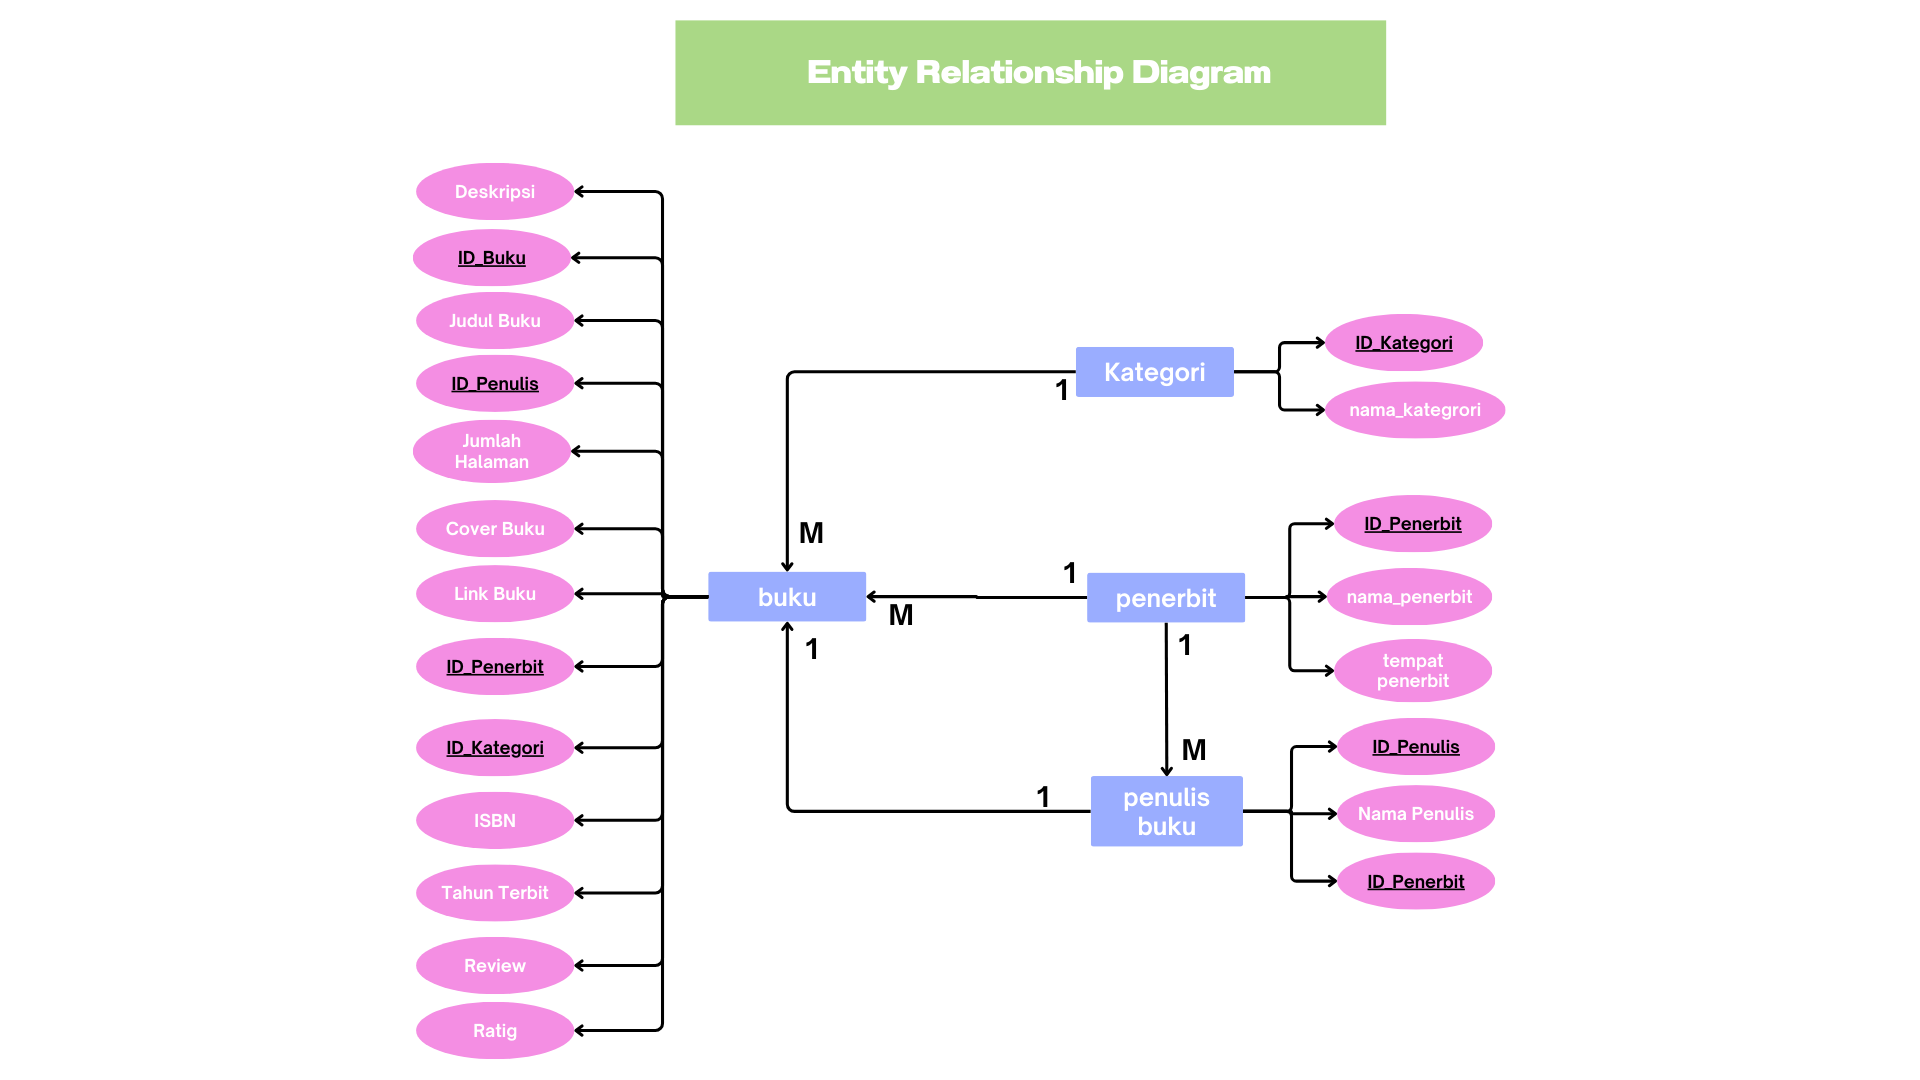 Entity Relationship Diagram
Deskripsi
ID_Buku
Judul Buku
ID_Penulis
Jumlah
Halaman
Cover Buku
Link Buku
ID_Penerbit
ID_Kategori
ISBN
Tahun Terbit
Review
Ratig
buku
M
M
1
1
1
1
1
M
Kategori
penerbit
penulis
buku
ID_Kategori
nama_kategrori
ID_Penerbit
nama_penerbit
tempat
penerbit
ID_Penulis
Nama Penulis
ID_Penerbit